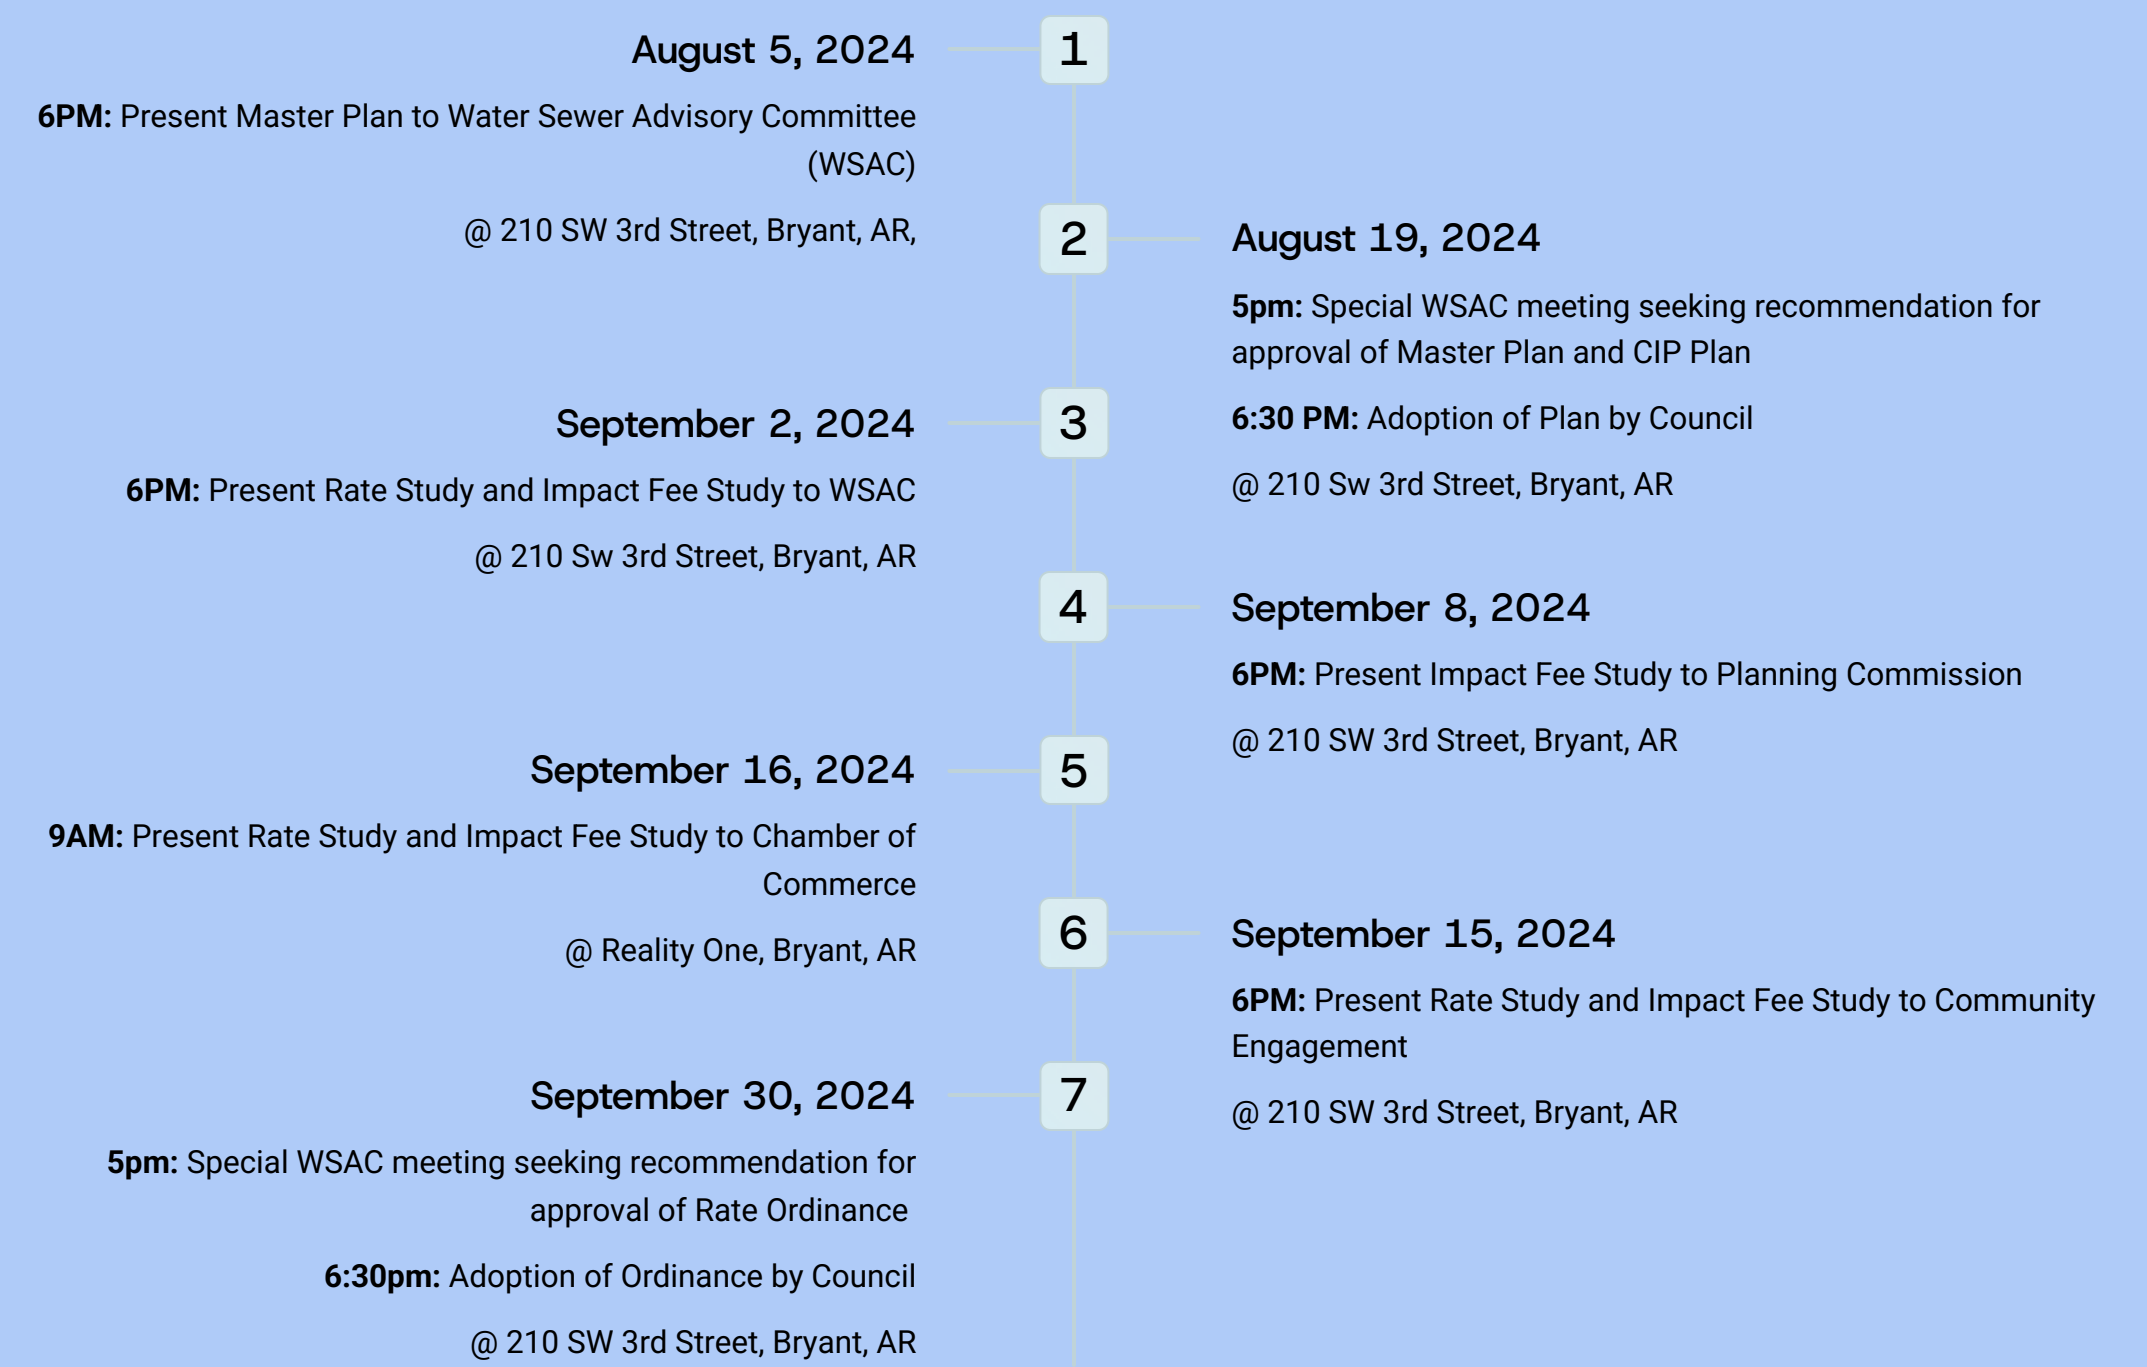 1
August 5, 2024
6PM: Present Master Plan to Water Sewer Advisory Committee
(WSAC)
@ 210 SW 3rd Street, Bryant, AR,
2
August 19, 2024
5pm: Special WSAC meeting seeking recommendation for
approval of Master Plan and CIP Plan
6:30 PM: Adoption of Plan by Council
@ 210 Sw 3rd Street, Bryant, AR
3
September 2, 2024
6PM: Present Rate Study and Impact Fee Study to WSAC
@ 210 Sw 3rd Street, Bryant, AR
4
September 8, 2024
6PM: Present Impact Fee Study to Planning Commission
@ 210 SW 3rd Street, Bryant, AR
5
September 16, 2024
9AM: Present Rate Study and Impact Fee Study to Chamber of
Commerce
@ Reality One, Bryant, AR
6
September 15, 2024
6PM: Present Rate Study and Impact Fee Study to Community
Engagement
@ 210 SW 3rd Street, Bryant, AR
7
September 30, 2024
5pm: Special WSAC meeting seeking recommendation for
approval of Rate Ordinance
6:30pm: Adoption of Ordinance by Council
@ 210 SW 3rd Street, Bryant, AR